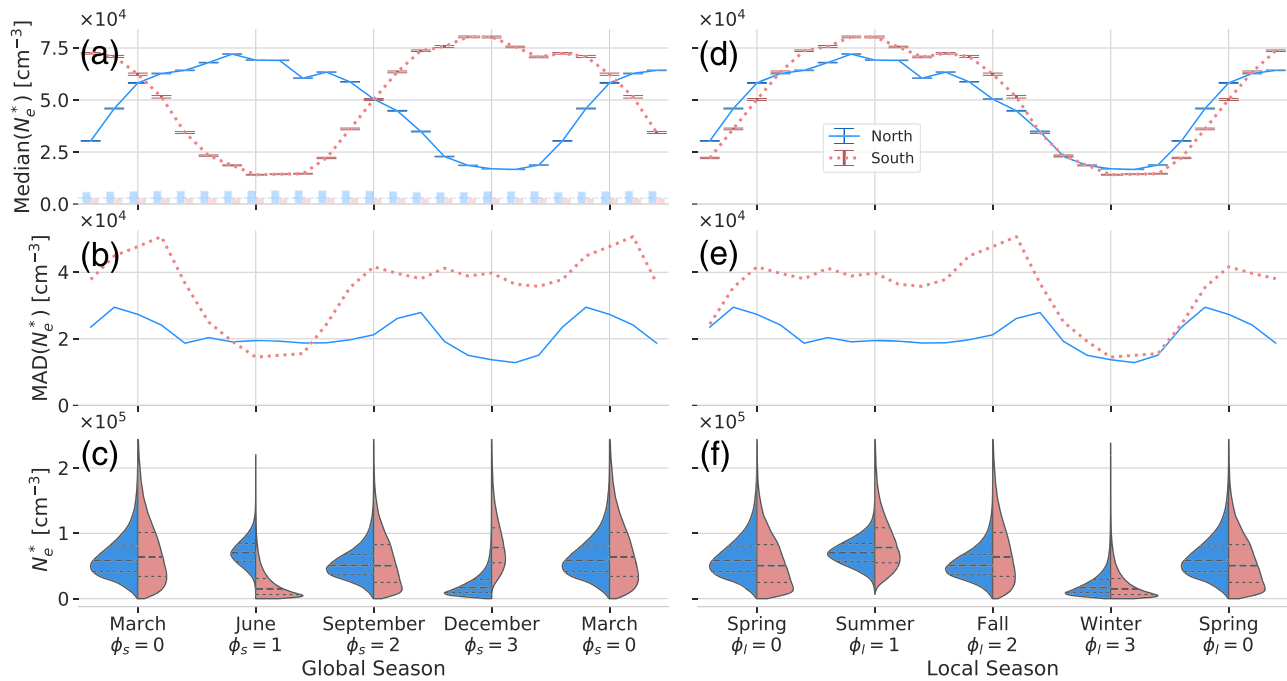 ×10⁴
×10⁴
(a)
(d)
Median(Nₑ*) [cm⁻³]
7.5
5.0
2.5
0.0
North
South
×10⁴
×10⁴
(b)
(e)
MAD(Nₑ*) [cm⁻³]
4
2
0
×10⁵
×10⁵
(c)
(f)
Nₑ* [cm⁻³]
2
1
0
March June September December March
ϕₛ = 0 ϕₛ = 1 ϕₛ = 2 ϕₛ = 3 ϕₛ = 0
Global Season
Spring Summer Fall Winter Spring
ϕₗ = 0 ϕₗ = 1 ϕₗ = 2 ϕₗ = 3 ϕₗ = 0
Local Season